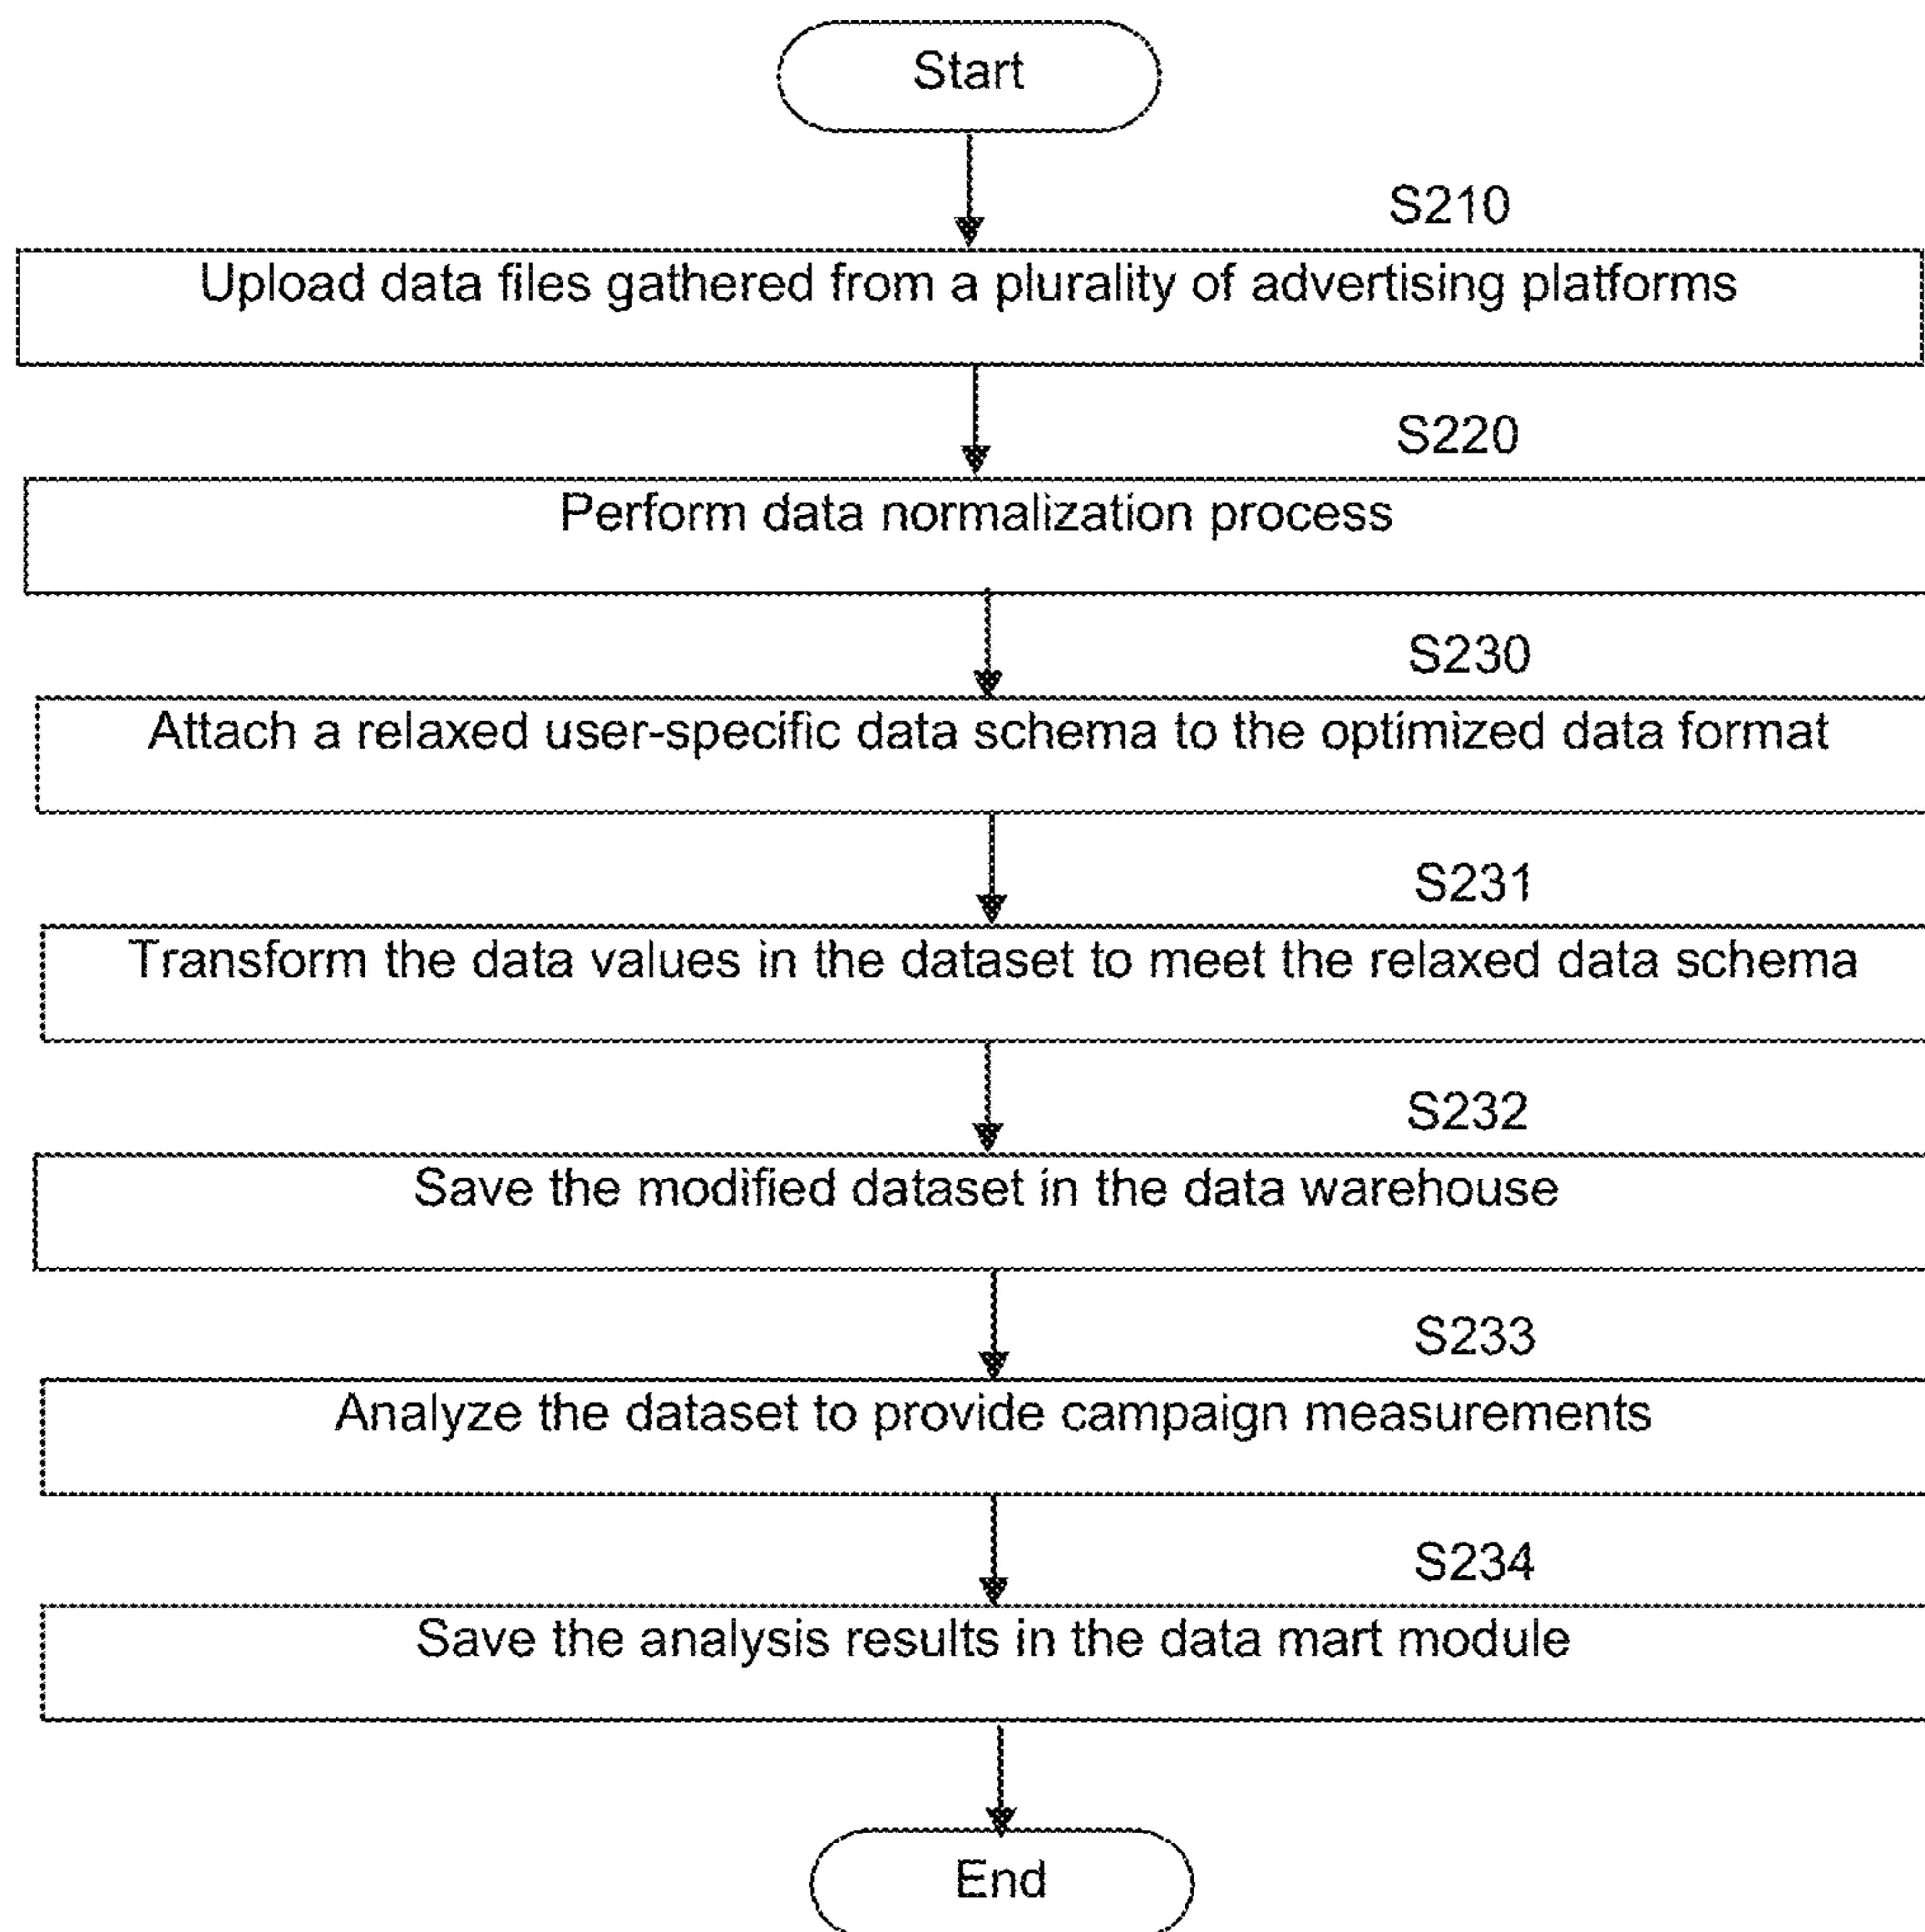 Start
S210
Upload data files gathered from a plurality of advertising platforms
S220
Perform data normalization process
S230
Attach a relaxed user-specific data schema to the optimized data format
S231
Transform the data values in the dataset to meet the relaxed data schema
S232
Save the modified dataset in the data warehouse
S233
Analyze the dataset to provide campaign measurements
S234
Save the analysis results in the data mart module
End